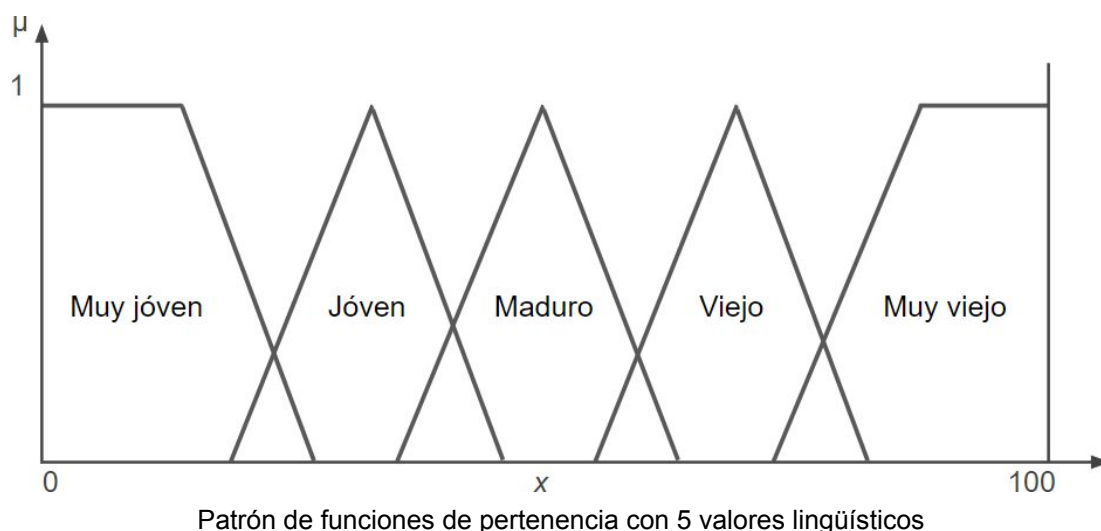 μ
1
Muy jóven Jóven Maduro Viejo Muy viejo
0 x 100
Patrón de funciones de pertenencia con 5 valores lingüísticos